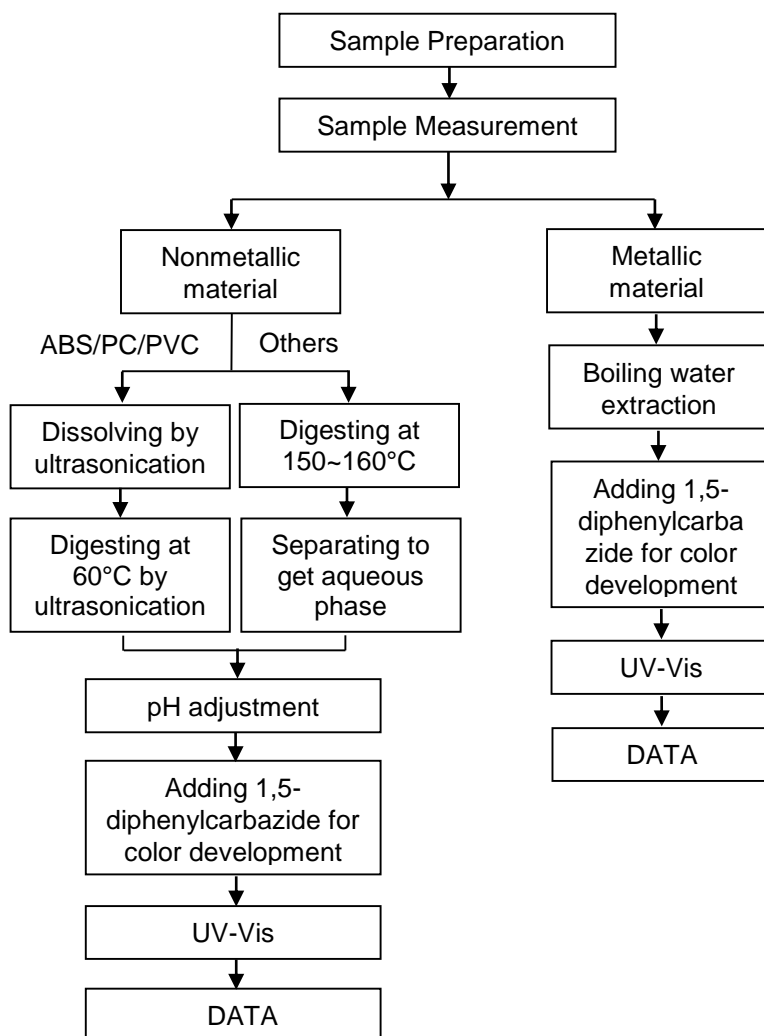 Sample Preparation
Sample Measurement
Nonmetallic
material
Metallic
material
ABS/PC/PVC
Others
Boiling water
extraction
Dissolving by
ultrasonication
Digesting at
150~160°C
Adding 1,5-
diphenylcarba
zide for color
development
Digesting at
60°C by
ultrasonication
Separating to
get aqueous
phase
UV-Vis
pH adjustment
DATA
Adding 1,5-
diphenylcarbazide for
color development
UV-Vis
DATA